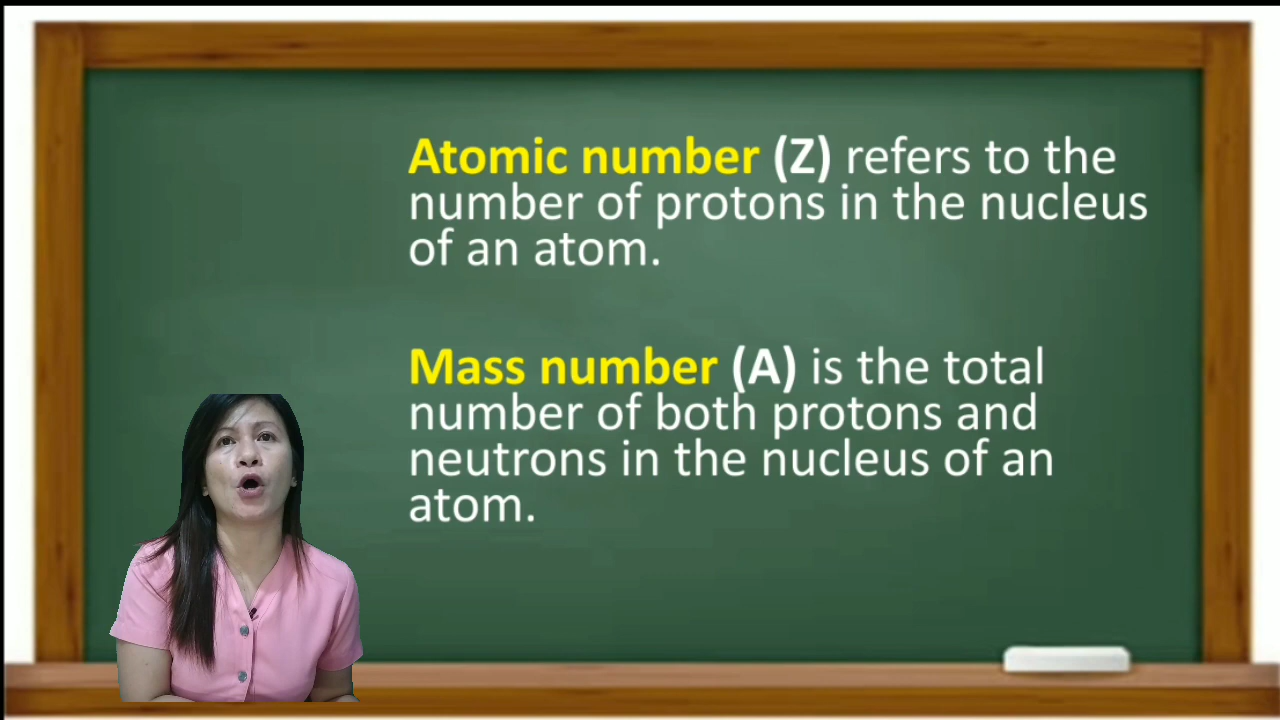 Atomic number (Z) refers to the
number of protons in the nucleus
of an atom.
Mass number (A) is the total
number of both protons and
neutrons in the nucleus of an
atom.